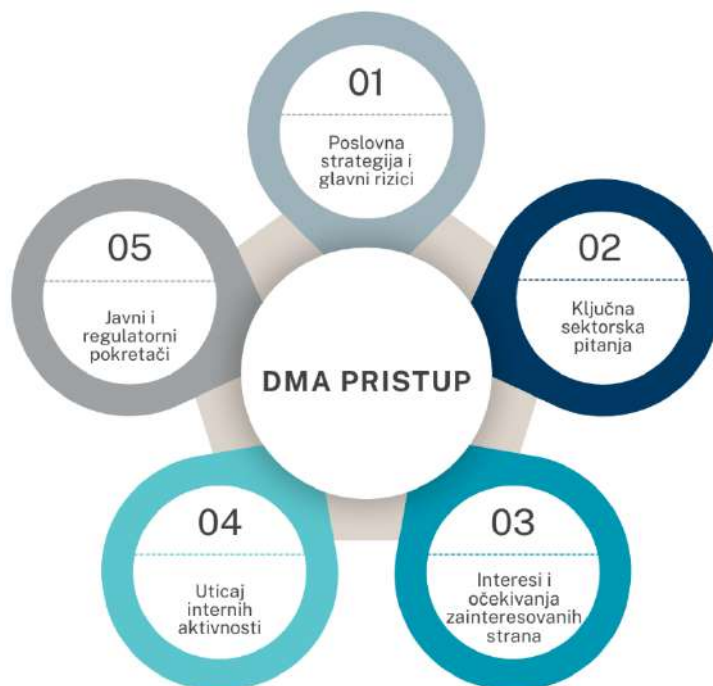 01
Poslovna
strategija i
glavni rizici
02
Ključna
sektorska
pitanja
03
Interesi i
očekivanja
zainteresovanih
strana
04
Uticaj
internih
aktivnosti
05
Javni i
regulatorni
pokretači
DMA PRISTUP